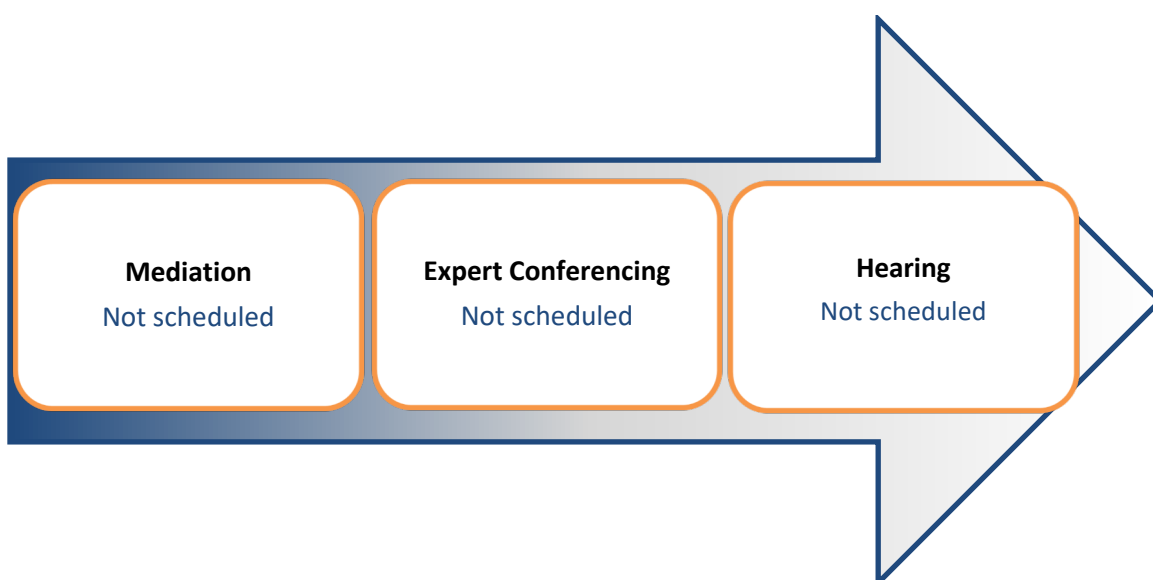 Mediation
Not scheduled
Expert Conferencing
Not scheduled
Hearing
Not scheduled